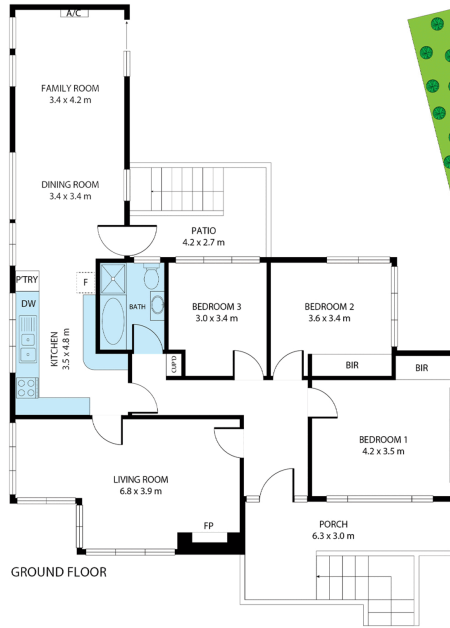 A/C
FAMILY ROOM
3.4 x 4.2 m
DINING ROOM
3.4 x 3.4 m
PATIO
4.2 x 2.7 m
P'TRY
F
DW
BATH
BEDROOM 3
3.0 x 3.4 m
BEDROOM 2
3.6 x 3.4 m
KITCHEN
3.5 x 4.8 m
CUP'D
BIR
BIR
BEDROOM 1
4.2 x 3.5 m
LIVING ROOM
6.8 x 3.9 m
FP
PORCH
6.3 x 3.0 m
GROUND FLOOR